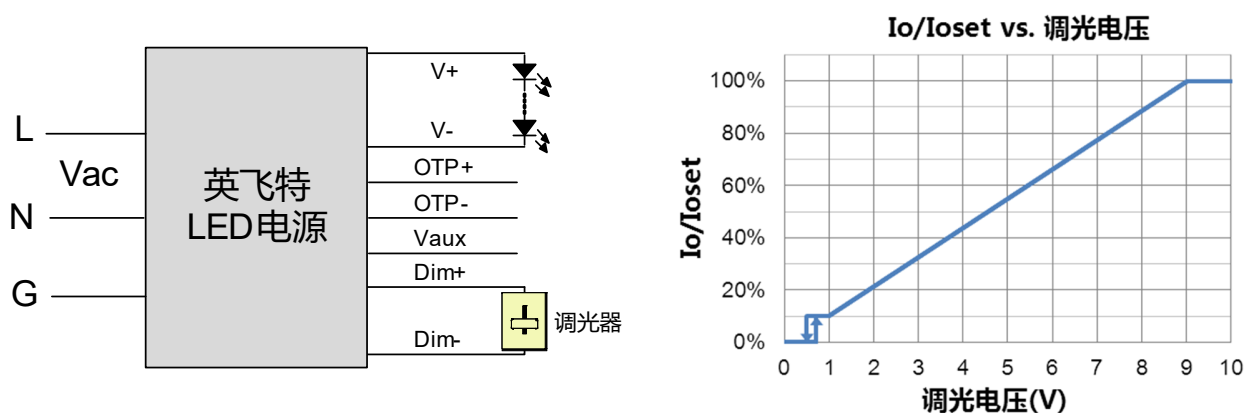 L
Vac
N
G
英飞特
LED电源
V+
V-
OTP+
OTP-
Vaux
Dim+
Dim-
调光器
Io/Ioset vs. 调光电压
Io/Ioset
100%
80%
60%
40%
20%
0%
0 1 2 3 4 5 6 7 8 9 10
调光电压(V)